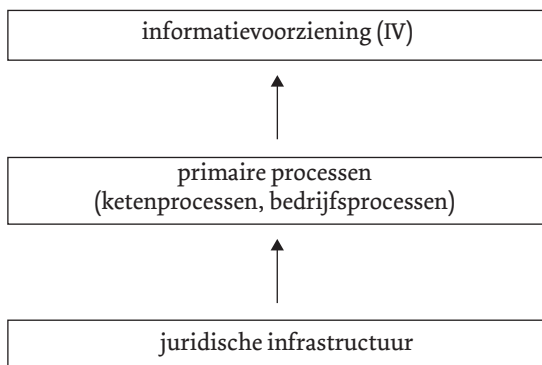 informatievoorziening (IV)
primaire processen
(ketenprocessen, bedrijfsprocessen)
juridische infrastructuur